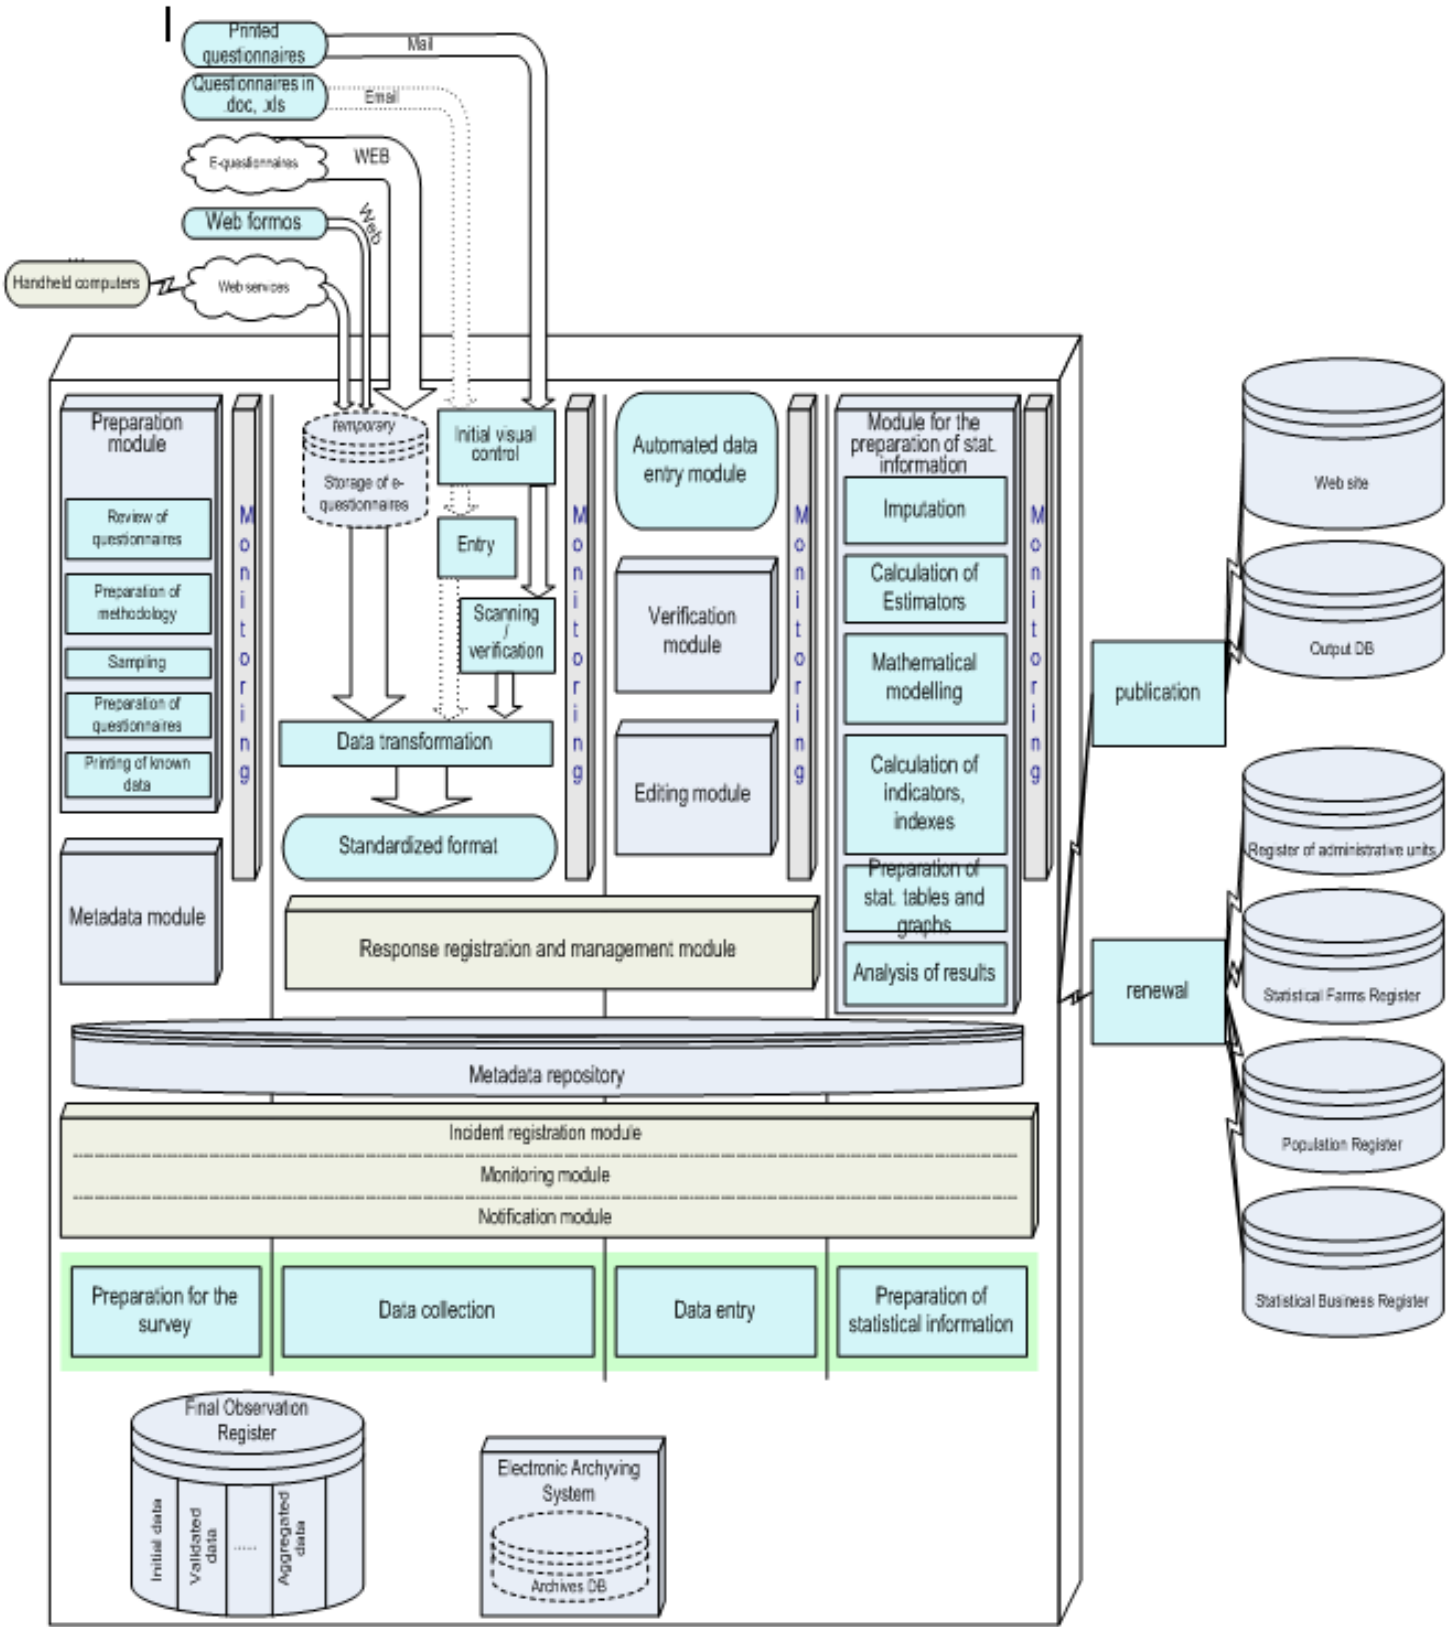 Printed
questionnaires
Mail
Questionnaires in
.doc, .xls
Email
E-questionnaires
WEB
Web formos
Web
...
Handheld computers
Web services
Preparation
module
Review of
questionnaires
Preparation of
methodology
Sampling
Preparation of
questionnaires
Printing of known
data
Metadata module
Monitoring
temporary
Storage of e-
questionnaires
Initial visual
control
Entry
Scanning
/
verification
Data transformation
Standardized format
Monitoring
Automated data
entry module
Verification
module
Editing module
Monitoring
Module for the
preparation of stat.
information
Imputation
Calculation of
Estimators
Mathematical
modelling
Calculation of
indicators,
indexes
Preparation of
stat. tables and
graphs
Analysis of results
Monitoring
Response registration and management module
Metadata repository
Incident registration module
Monitoring module
Notification module
Preparation for the
survey
Data collection
Data entry
Preparation of
statistical information
Final Observation
Register
Initial data
Validated
data
.....
Aggregated
data
Electronic Archyving
System
Archives DB
publication
renewal
Web site
Output DB
Register of administrative units
Statistical Farms Register
Population Register
Statistical Business Register